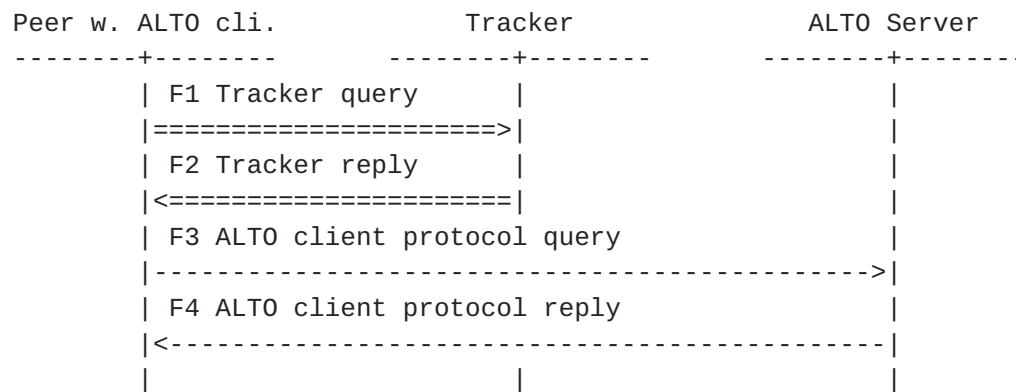 Peer w. ALTO cli.            Tracker               ALTO Server
--------+--------       --------+--------       --------+--------
        | F1 Tracker query      |                       |
        |======================>|                       |
        | F2 Tracker reply      |                       |
        |<======================|                       |
        | F3 ALTO client protocol query                 |
        |---------------------------------------------->|
        | F4 ALTO client protocol reply                 |
        |<----------------------------------------------|
        |                       |                       |